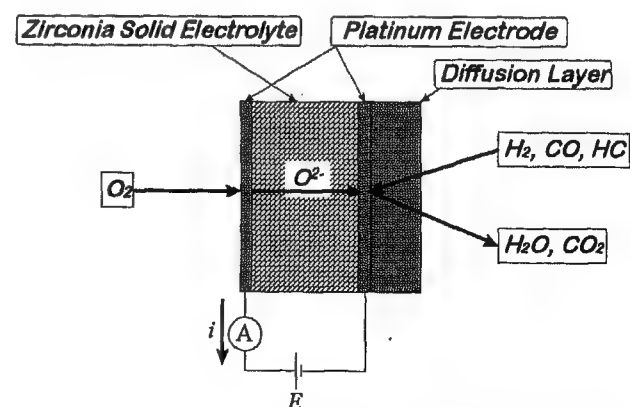 Zirconia Solid Electrolyte
Platinum Electrode
Diffusion Layer
O2
O2-
H2, CO, HC
H2O, CO2
i
A
E